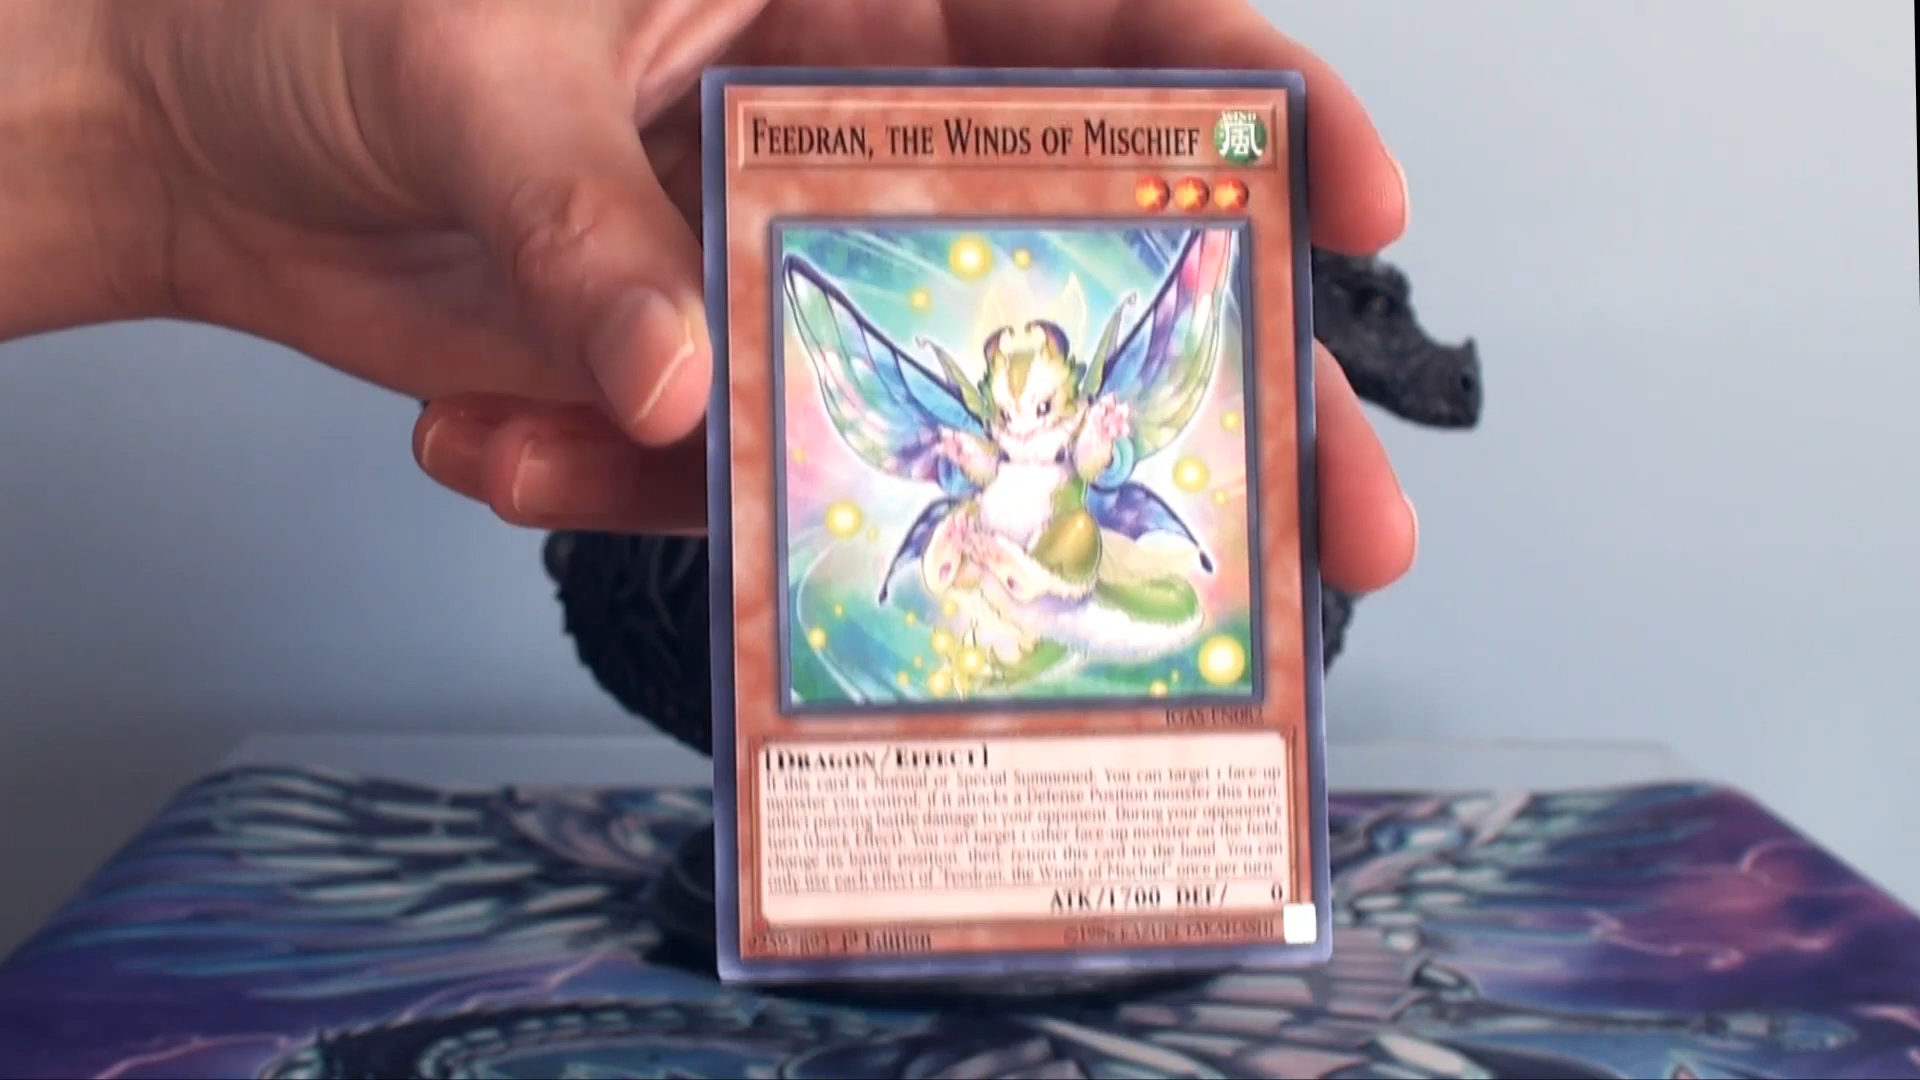 FEEDRAN, THE WINDS OF MISCHIEF
WIND
風
IGAS-EN082
[DRAGON/EFFECT]
If this card is Normal or Special Summoned: You can target 1 face-up
monster you control; if it attacks a Defense Position monster this turn,
inflict piercing battle damage to your opponent. During your opponent's
turn (Quick Effect): You can target 1 other face-up monster on the field;
change its battle position, then return this card to the hand. You can
only use each effect of "Feedran, the Winds of Mischief" once per turn.
ATK/1700 DEF/ 0
1st Edition
©1996 KAZUKI TAKAHASHI